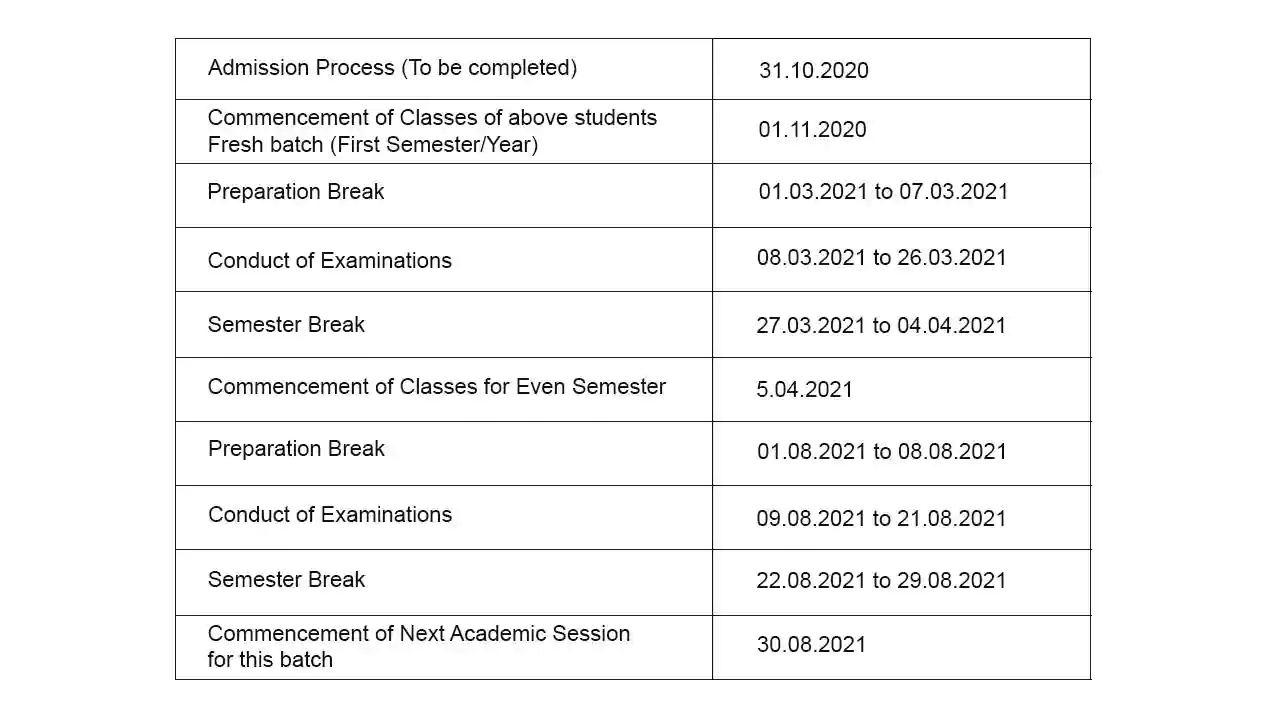 Admission Process (To be completed)
31.10.2020
Commencement of Classes of above students
Fresh batch (First Semester/Year)
01.11.2020
Preparation Break
01.03.2021 to 07.03.2021
Conduct of Examinations
08.03.2021 to 26.03.2021
Semester Break
27.03.2021 to 04.04.2021
Commencement of Classes for Even Semester
5.04.2021
Preparation Break
01.08.2021 to 08.08.2021
Conduct of Examinations
09.08.2021 to 21.08.2021
Semester Break
22.08.2021 to 29.08.2021
Commencement of Next Academic Session
for this batch
30.08.2021